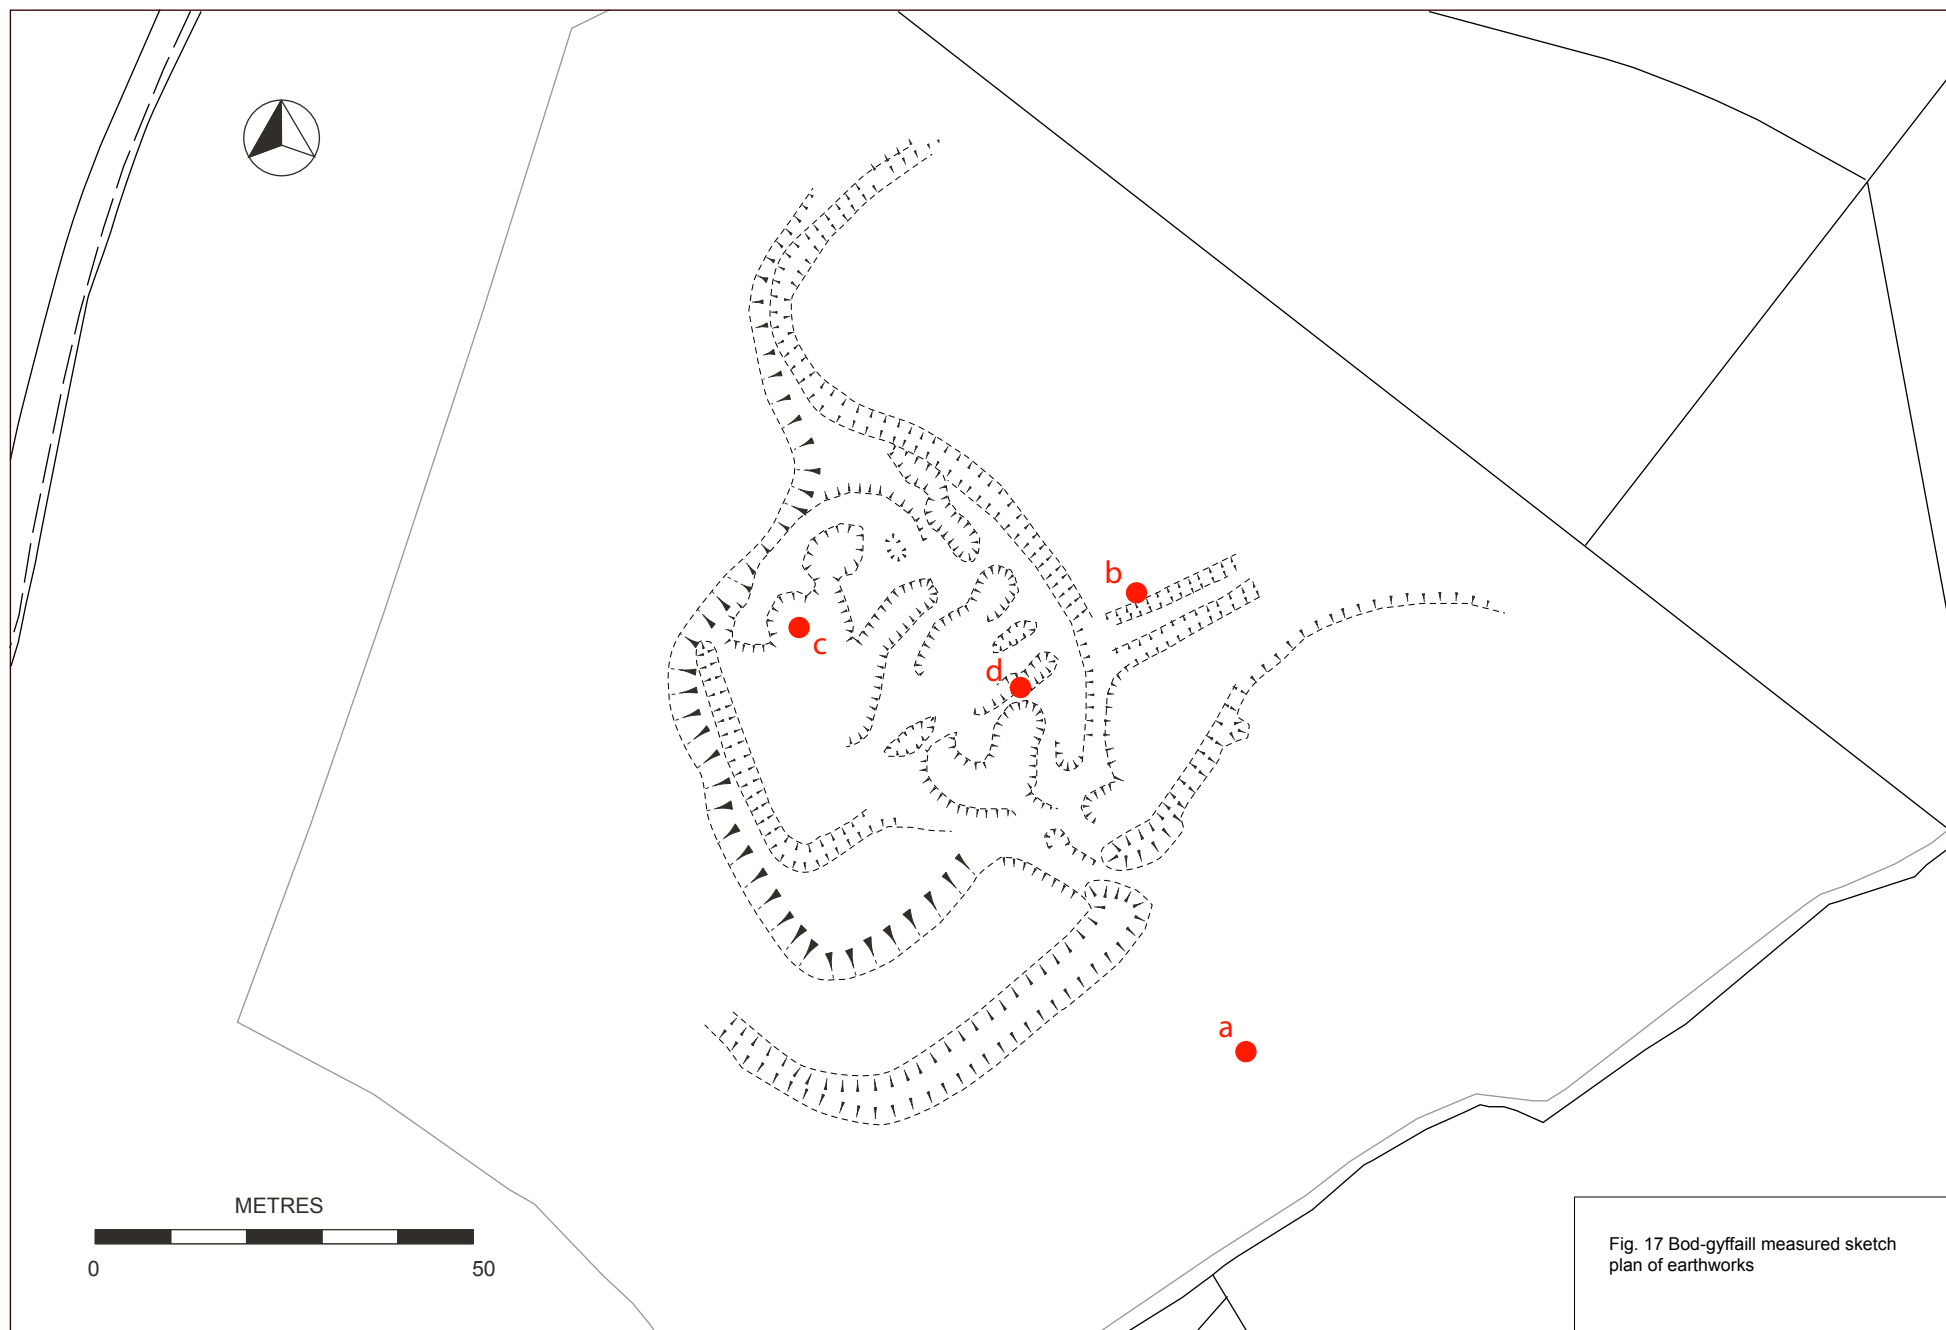 b
c
d
a
METRES
0 50
Fig. 17 Bod-gyffaill measured sketch
plan of earthworks